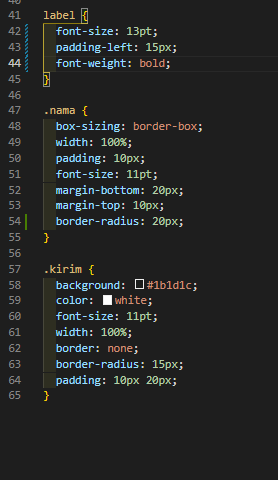 41 label {
42 font-size: 13pt;
43 padding-left: 15px;
44 font-weight: bold;
45 }
46
47 .nama {
48 box-sizing: border-box;
49 width: 100%;
50 padding: 10px;
51 font-size: 11pt;
52 margin-bottom: 20px;
53 margin-top: 10px;
54 border-radius: 20px;
55 }
56
57 .kirim {
58 background: #1b1d1c;
59 color: white;
60 font-size: 11pt;
61 width: 100%;
62 border: none;
63 border-radius: 15px;
64 padding: 10px 20px;
65 }